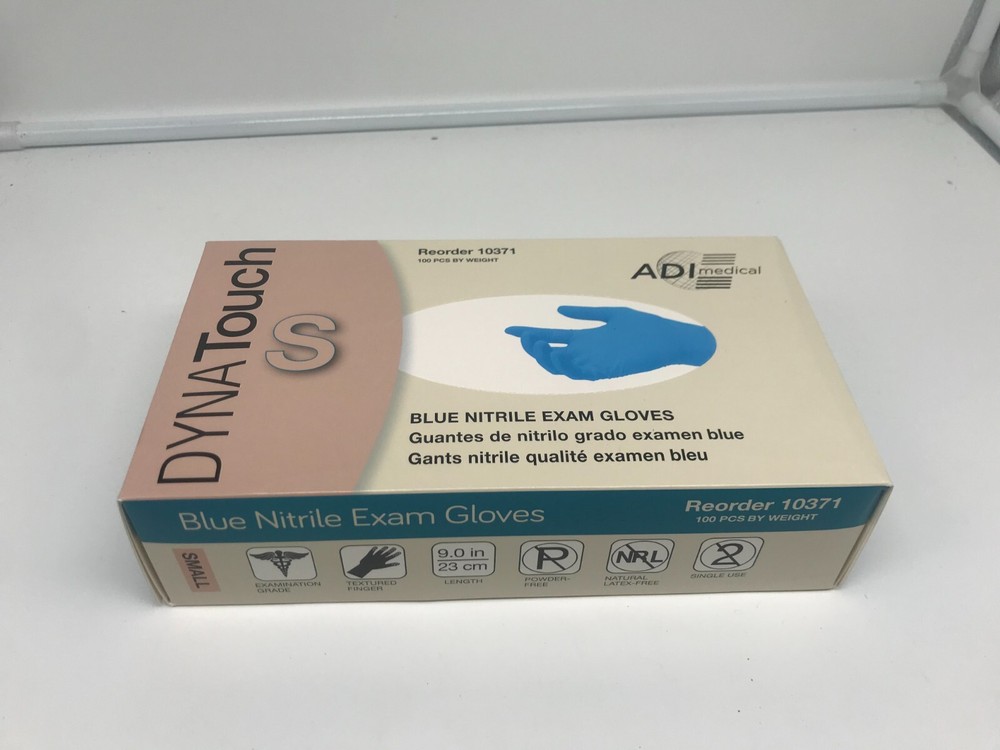 DYNATouch
S
Reorder 10371
100 PCS BY WEIGHT
ADI medical
BLUE NITRILE EXAM GLOVES
Guantes de nitrilo grado examen blue
Gants nitrile qualité examen bleu
Blue Nitrile Exam Gloves
Reorder 10371
100 PCS BY WEIGHT
SMALL
EXAMINATION
GRADE
TEXTURED
FINGER
9.0 in
23 cm
LENGTH
P
POWDER-
FREE
NRL
NATURAL
LATEX-FREE
2
SINGLE USE